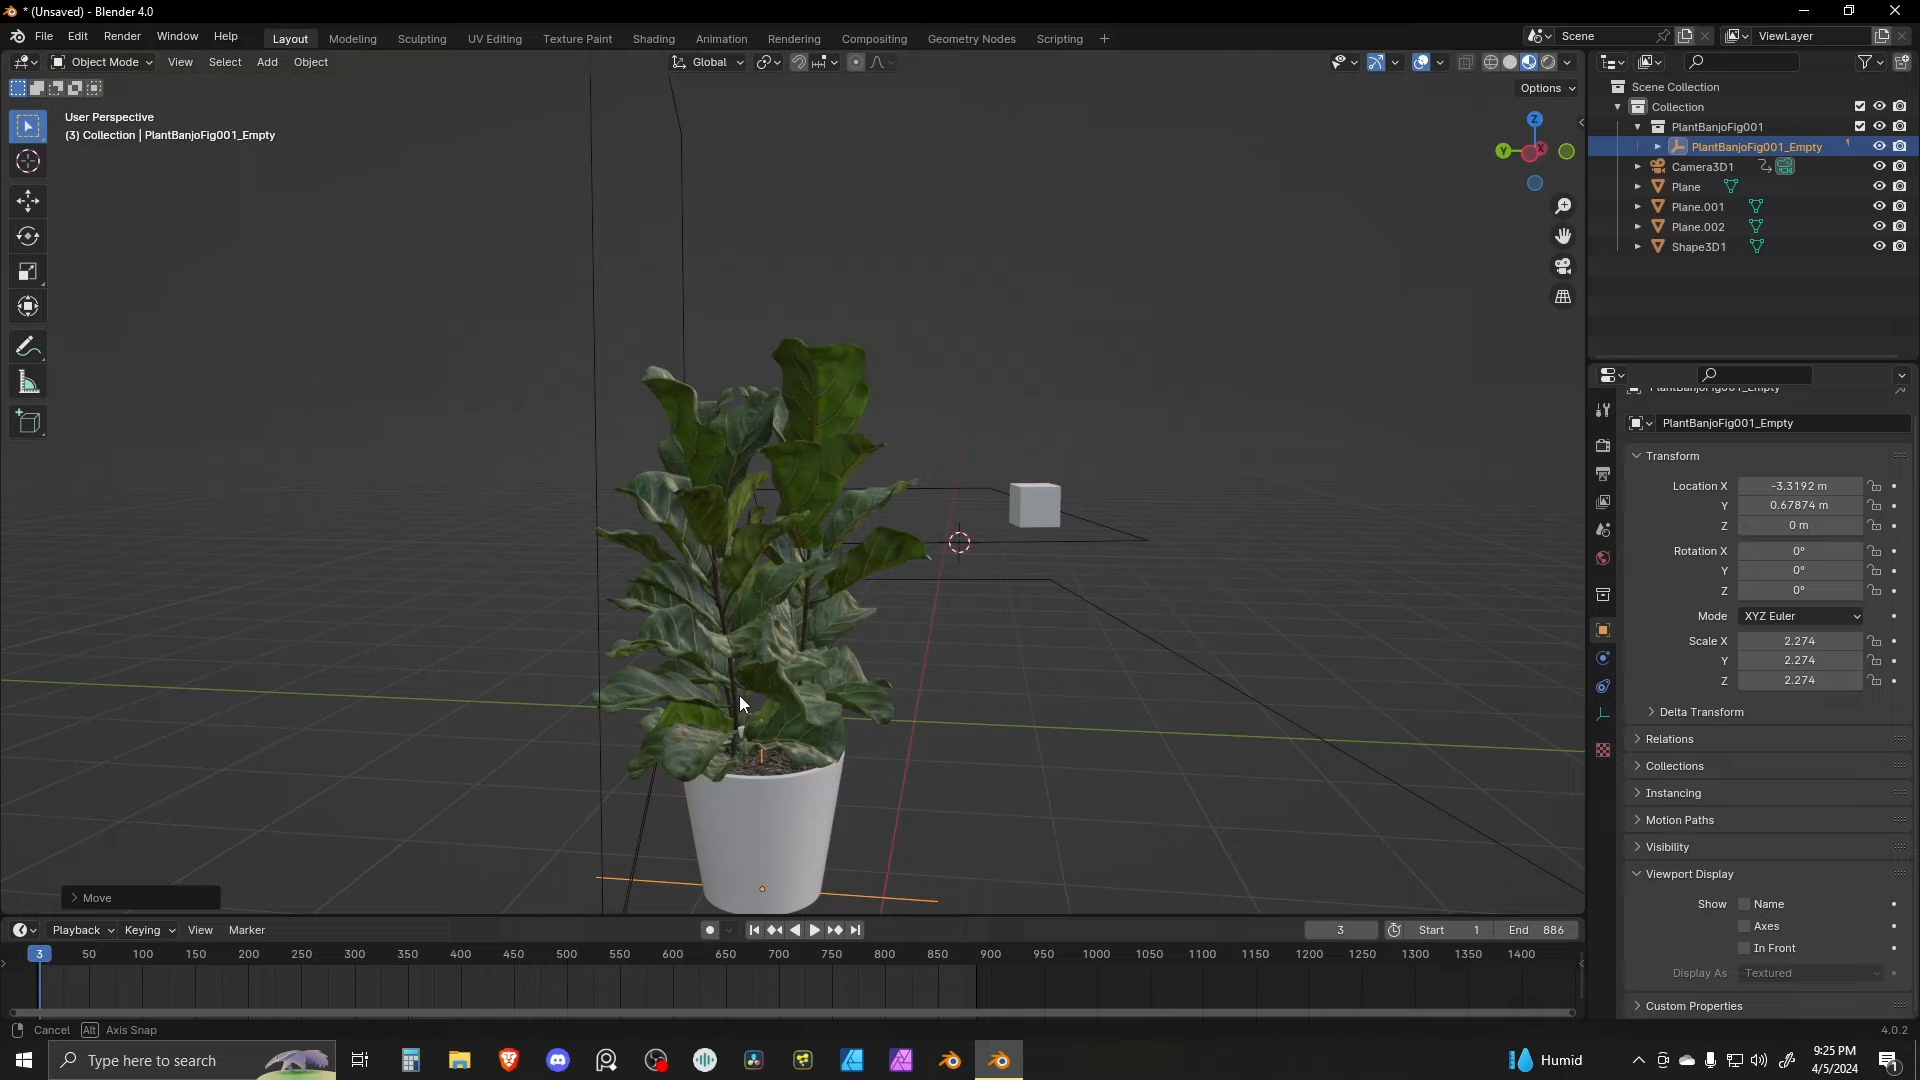 * (Unsaved) - Blender 4.0
File Edit Render Window Help
Layout Modeling Sculpting UV Editing Texture Paint Shading Animation Rendering Compositing Geometry Nodes Scripting +
Scene ViewLayer
Object Mode View Select Add Object
Global
Options
User Perspective
(3) Collection | PlantBanjoFig001_Empty
Z
Y
X
Scene Collection
Collection
PlantBanjoFig001
PlantBanjoFig001_Empty
Camera3D1
Plane
Plane.001
Plane.002
Shape3D1
PlantBanjoFig001_Empty
PlantBanjoFig001_Empty
Transform
Location X -3.3192 m
Y 0.67874 m
Z 0 m
Rotation X 0°
Y 0°
Z 0°
Mode XYZ Euler
Scale X 2.274
Y 2.274
Z 2.274
Delta Transform
Relations
Collections
Instancing
Motion Paths
Visibility
Viewport Display
Show Name
Axes
In Front
Display As Textured
Custom Properties
Move
Playback Keying View Marker
3 Start 1 End 886
3 50 100 150 200 250 300 350 400 450 500 550 600 650 700 750 800 850 900 950 1000 1050 1100 1150 1200 1250 1300 1350 1400
Cancel Alt Axis Snap
4.0.2
Type here to search
Humid
9:25 PM
4/5/2024
1